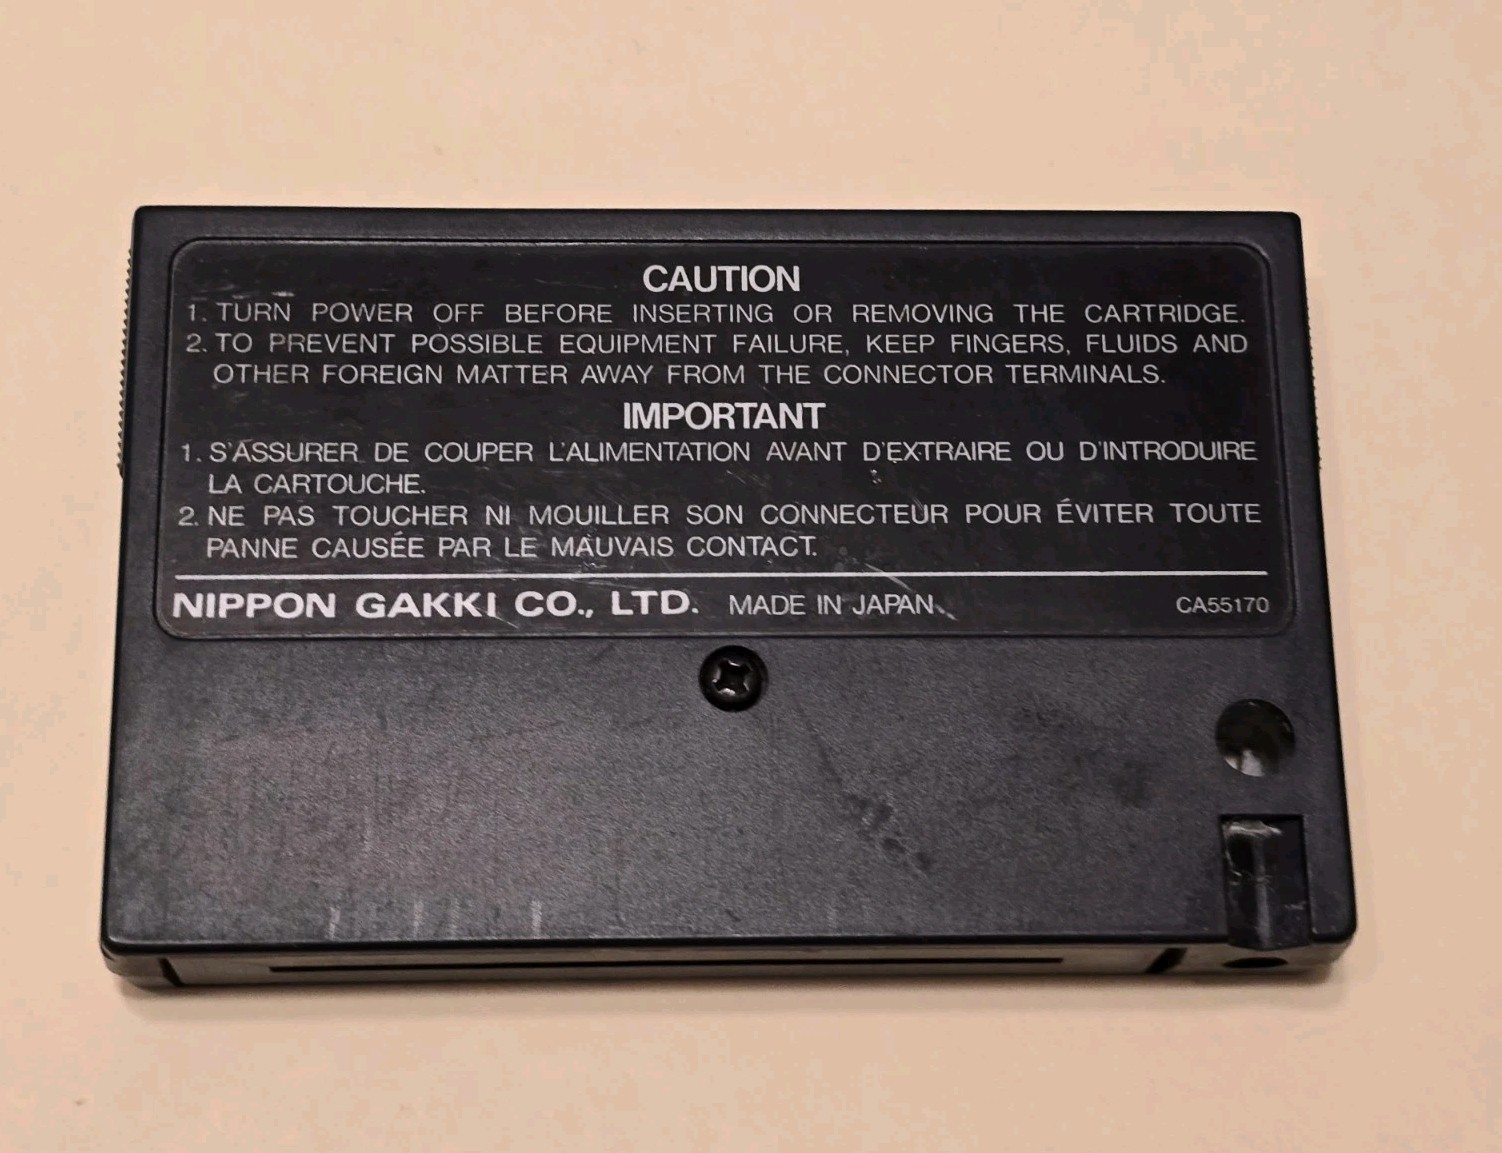 CAUTION
1. TURN POWER OFF BEFORE INSERTING OR REMOVING THE CARTRIDGE.
2. TO PREVENT POSSIBLE EQUIPMENT FAILURE, KEEP FINGERS, FLUIDS AND
OTHER FOREIGN MATTER AWAY FROM THE CONNECTOR TERMINALS.
IMPORTANT
1. S'ASSURER DE COUPER L'ALIMENTATION AVANT D'EXTRAIRE OU D'INTRODUIRE
LA CARTOUCHE.
2. NE PAS TOUCHER NI MOUILLER SON CONNECTEUR POUR ÉVITER TOUTE
PANNE CAUSÉE PAR LE MAUVAIS CONTACT.
NIPPON GAKKI CO., LTD. MADE IN JAPAN CA55170